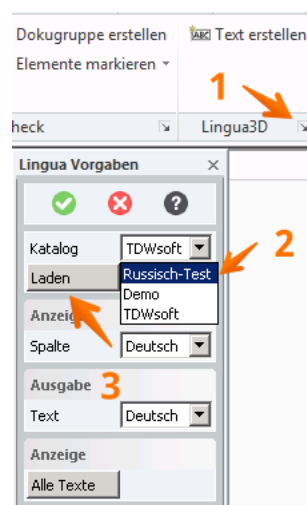 Dokugruppe erstellen
Text erstellen
Elemente markieren
1
heck
Lingua3D
Lingua Vorgaben
Katalog
TDWsoft
2
Laden
Russisch-Test
Demo
TDWsoft
Anzeige
Spalte
Deutsch
3
Ausgabe
Text
Deutsch
Anzeige
Alle Texte